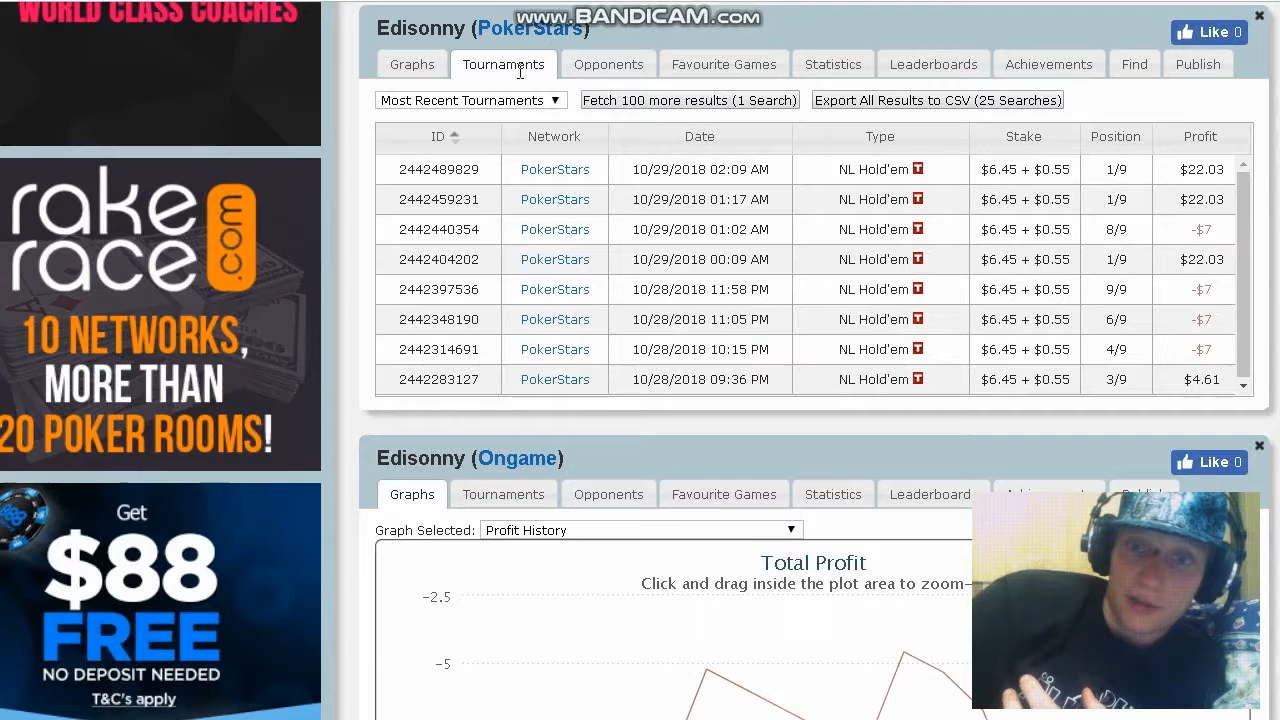 WORLD CLASS COACHES
www.BANDICAM.com
Edisonny (PokerStars)
Like 0
Graphs Tournaments Opponents Favourite Games Statistics Leaderboards Achievements Find Publish
Most Recent Tournaments Fetch 100 more results (1 Search) Export All Results to CSV (25 Searches)
ID Network Date Type Stake Position Profit
2442489829 PokerStars 10/29/2018 02:09 AM NL Hold'em T $6.45 + $0.55 1/9 $22.03
2442459231 PokerStars 10/29/2018 01:17 AM NL Hold'em T $6.45 + $0.55 1/9 $22.03
2442440354 PokerStars 10/29/2018 01:02 AM NL Hold'em T $6.45 + $0.55 8/9 -$7
2442404202 PokerStars 10/29/2018 00:09 AM NL Hold'em T $6.45 + $0.55 1/9 $22.03
2442397536 PokerStars 10/28/2018 11:58 PM NL Hold'em T $6.45 + $0.55 9/9 -$7
2442348190 PokerStars 10/28/2018 11:05 PM NL Hold'em T $6.45 + $0.55 6/9 -$7
2442314691 PokerStars 10/28/2018 10:15 PM NL Hold'em T $6.45 + $0.55 4/9 -$7
2442283127 PokerStars 10/28/2018 09:36 PM NL Hold'em T $6.45 + $0.55 3/9 $4.61
rake
race.com
10 NETWORKS,
MORE THAN
20 POKER ROOMS!
Edisonny (Ongame)
Like 0
Graphs Tournaments Opponents Favourite Games Statistics Leaderboard
Graph Selected: Profit History
Total Profit
Click and drag inside the plot area to zoom
-2.5
-5
Get
$88
FREE
NO DEPOSIT NEEDED
T&C's apply